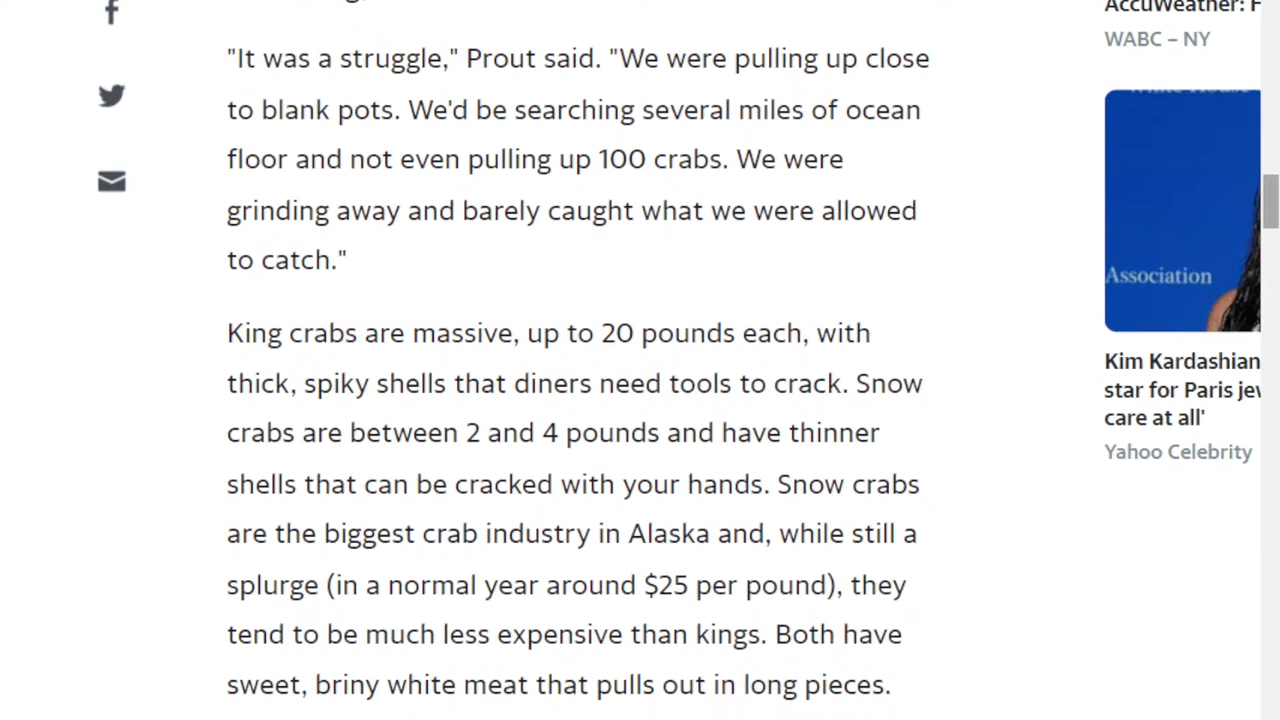 "It was a struggle," Prout said. "We were pulling up close
to blank pots. We'd be searching several miles of ocean
floor and not even pulling up 100 crabs. We were
grinding away and barely caught what we were allowed
to catch."
King crabs are massive, up to 20 pounds each, with
thick, spiky shells that diners need tools to crack. Snow
crabs are between 2 and 4 pounds and have thinner
shells that can be cracked with your hands. Snow crabs
are the biggest crab industry in Alaska and, while still a
splurge (in a normal year around $25 per pound), they
tend to be much less expensive than kings. Both have
sweet, briny white meat that pulls out in long pieces.
AccuWeather:
WABC – NY
Association
Kim Kardashian
star for Paris
care at all'
Yahoo Celebrity